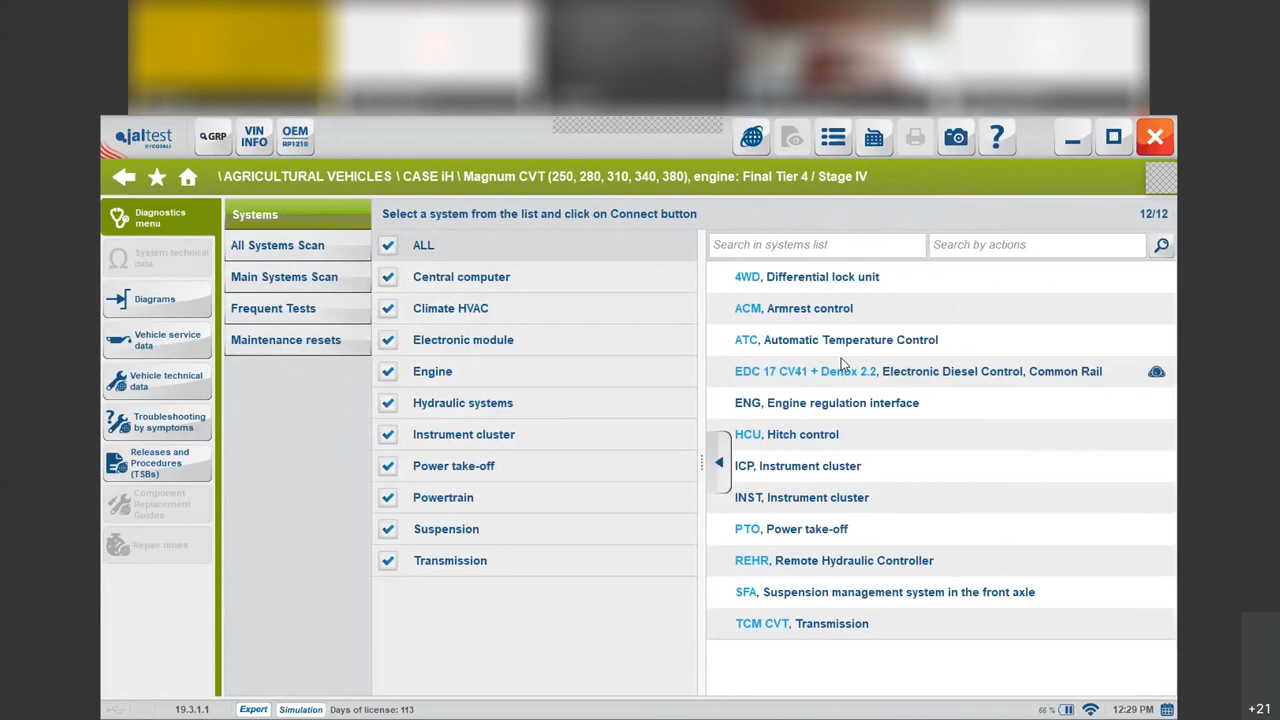 jaltest
BY COJALI
GRP
VIN
INFO
OEM
RP1210
?
\ AGRICULTURAL VEHICLES \ CASE iH \ Magnum CVT (250, 280, 310, 340, 380), engine: Final Tier 4 / Stage IV
Diagnostics
menu
System technical
data
Diagrams
Vehicle service
data
Vehicle technical
data
Troubleshooting
by symptoms
Releases and
Procedures
(TSBs)
Component
Replacement
Guides
Repair times
Systems
All Systems Scan
Main Systems Scan
Frequent Tests
Maintenance resets
Select a system from the list and click on Connect button
12/12
ALL
Central computer
Climate HVAC
Electronic module
Engine
Hydraulic systems
Instrument cluster
Power take-off
Powertrain
Suspension
Transmission
Search in systems list
Search by actions
4WD, Differential lock unit
ACM, Armrest control
ATC, Automatic Temperature Control
EDC 17 CV41 + Denox 2.2, Electronic Diesel Control, Common Rail
ENG, Engine regulation interface
HCU, Hitch control
ICP, Instrument cluster
INST, Instrument cluster
PTO, Power take-off
REHR, Remote Hydraulic Controller
SFA, Suspension management system in the front axle
TCM CVT, Transmission
19.3.1.1
Expert
Simulation
Days of license: 113
66 %
12:29 PM
+21